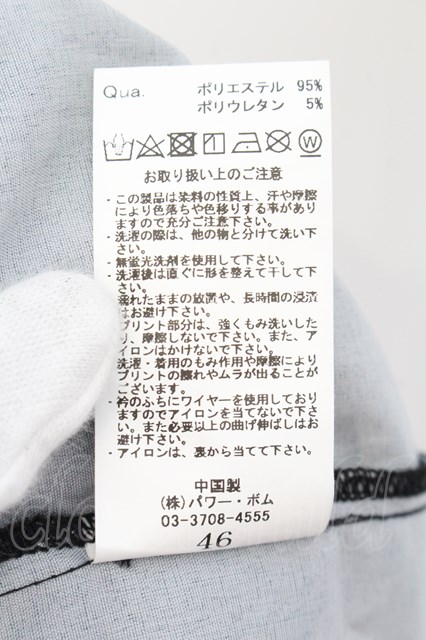 Qua.
ポリエステル 95%
ポリウレタン 5%
W
お取り扱い上のご注意
・この製品は染料の性質上、汗や摩擦
により色落ちや色移りする事があり
ますので充分ご注意下さい。
・洗濯の際は、他の物と分けて洗い下
さい。
・無蛍光洗剤を使用して下さい。
・洗濯後は直ぐに形を整えて干して下
さい。
濡れたままの放置や、長時間の浸漬
はお避け下さい。
プリント部分は、強くもみ洗いした
り、摩擦しないで下さい。また、ア
イロンはかけないで下さい。
洗濯・着用のもみ作用や摩擦により
プリントの擦れやムラが出ることが
ございます。
・衿のふちにワイヤーを使用しており
ますのでアイロンを当てないで下さ
い。また必要以上の曲げ伸ばしはお
避け下さい。
・アイロンは、裏から当てて下さい。
中国製
(株)パワー・ボム
03-3708-4555
46